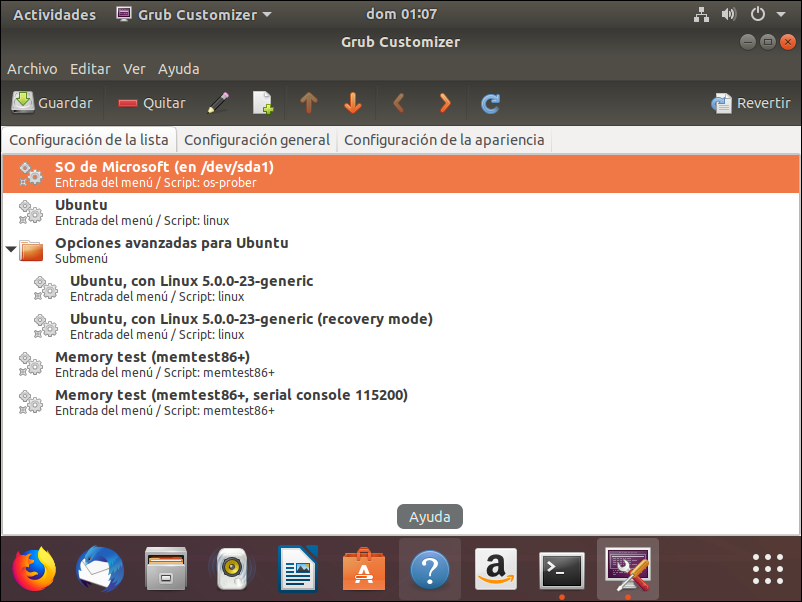 Actividades Grub Customizer dom 01:07
Grub Customizer
Archivo Editar Ver Ayuda
Guardar Quitar Revertir
Configuración de la lista Configuración general Configuración de la apariencia
SO de Microsoft (en /dev/sda1)
Entrada del menú / Script: os-prober
Ubuntu
Entrada del menú / Script: linux
Opciones avanzadas para Ubuntu
Submenú
Ubuntu, con Linux 5.0.0-23-generic
Entrada del menú / Script: linux
Ubuntu, con Linux 5.0.0-23-generic (recovery mode)
Entrada del menú / Script: linux
Memory test (memtest86+)
Entrada del menú / Script: memtest86+
Memory test (memtest86+, serial console 115200)
Entrada del menú / Script: memtest86+
Ayuda